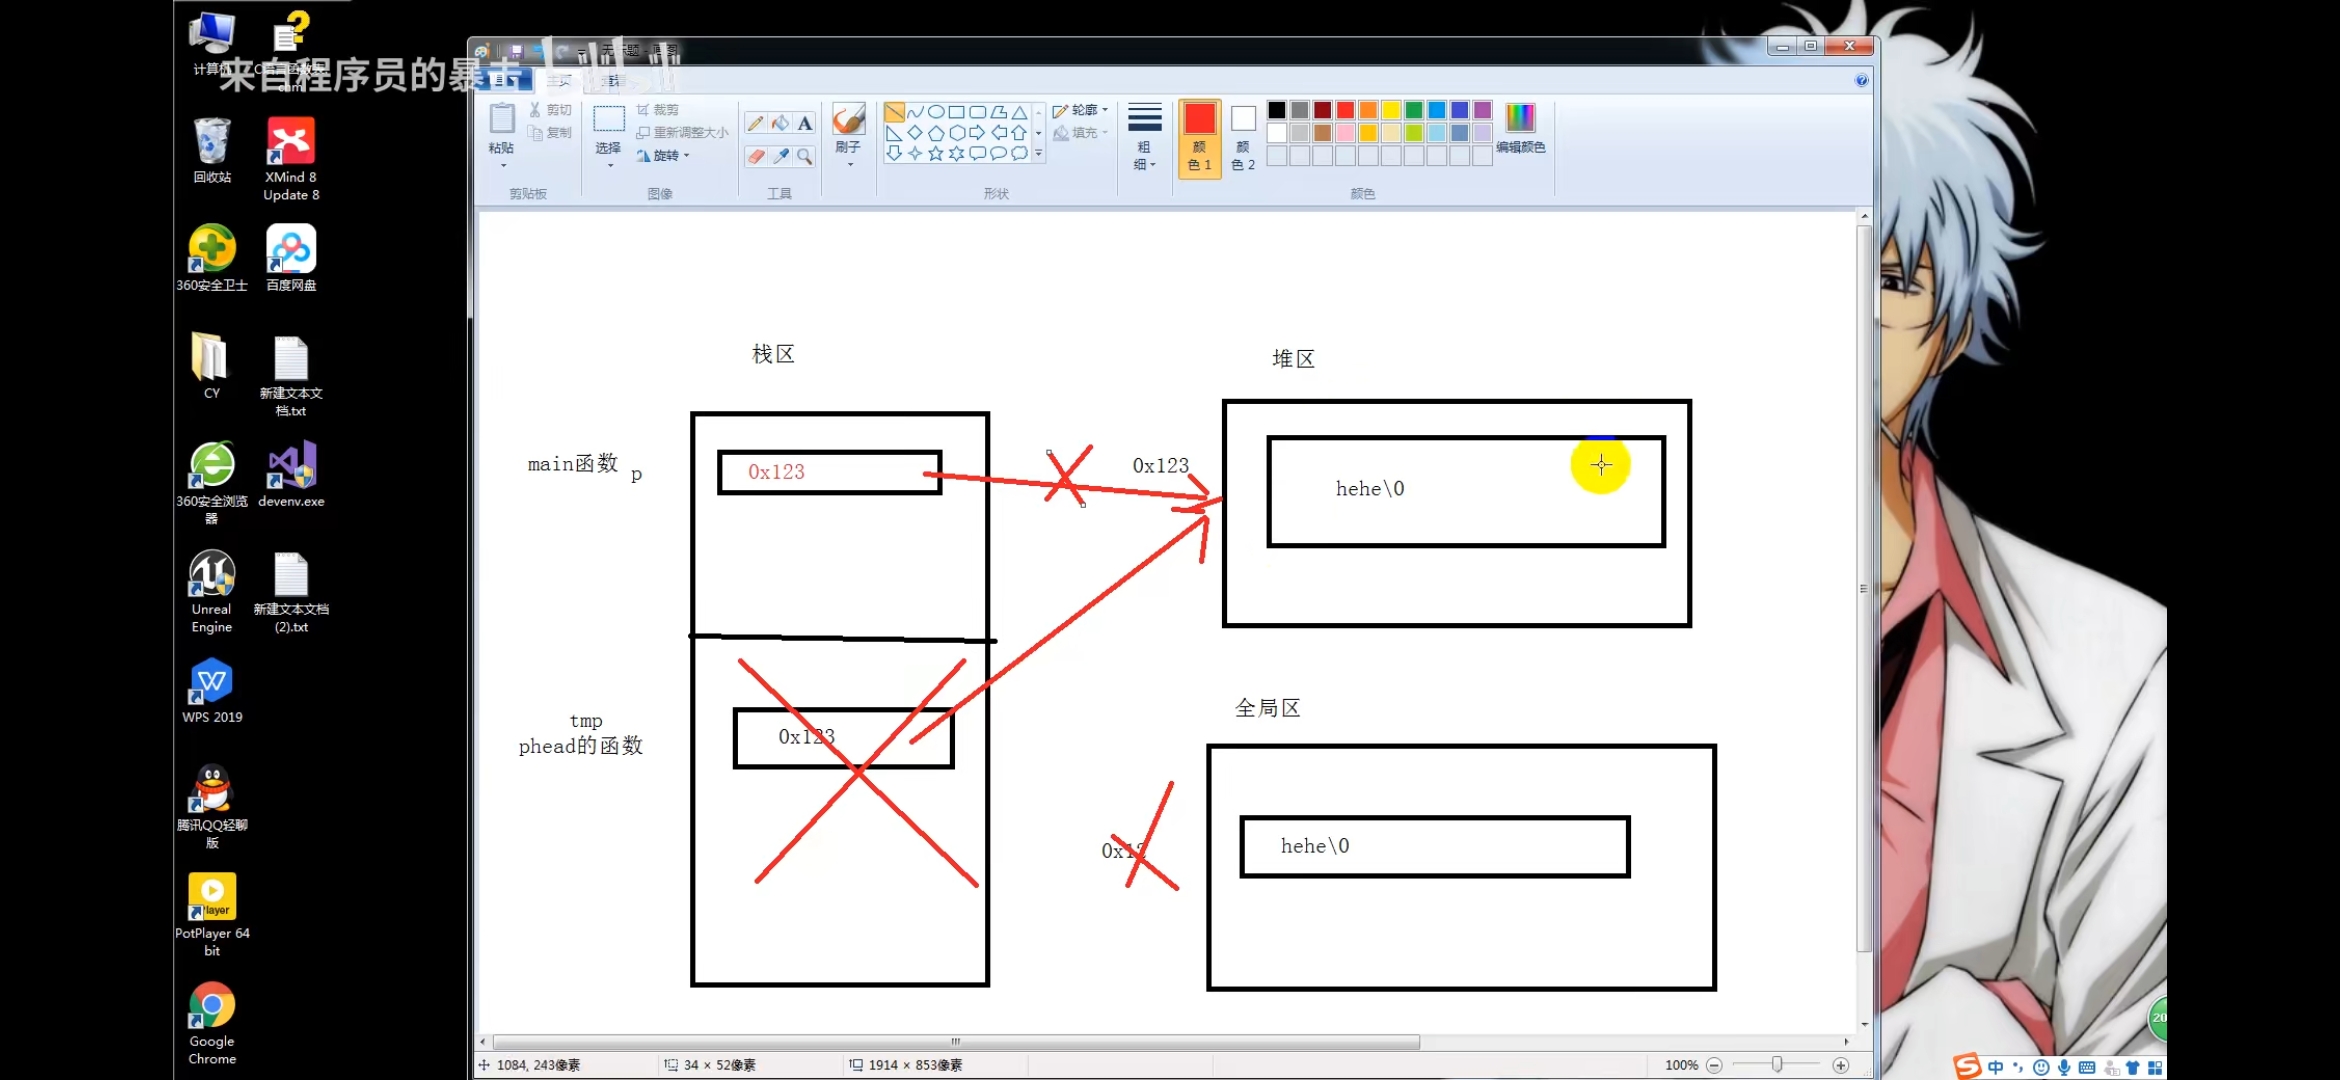 计算机
来自程序员的暴击
回收站
XMind 8
Update 8
360安全卫士
百度网盘
CY
新建文本文
档.txt
360安全浏览
器
devenv.exe
Unreal
Engine
新建文本文档
(2).txt
WPS 2019
腾讯QQ轻聊
版
Player
PotPlayer 64
bit
Google
Chrome
主页
查看
粘贴
剪切
复制
剪贴板
选择
裁剪
重新调整大小
旋转
图像
A
工具
刷子
轮廓
填充
形状
粗
细
颜
色 1
颜
色 2
编辑颜色
颜色
栈区
堆区
main函数
p
0x123
0x123
hehe\0
tmp
phead的函数
0x123
全局区
0x12
hehe\0
1084, 243像素
34 × 52像素
1914 × 853像素
100%
20
中